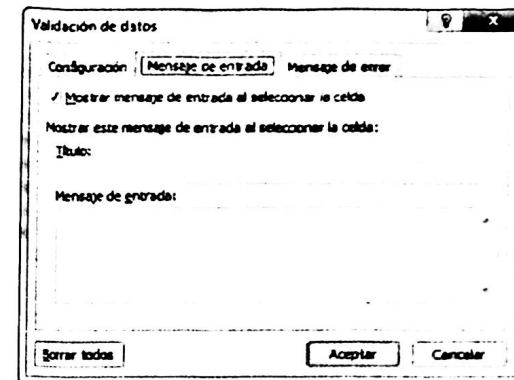 Validación de datos
Configuración Mensaje de entrada Mensaje de error
✓ Mostrar mensaje de entrada al seleccionar la celda
Mostrar este mensaje de entrada al seleccionar la celda:
Título:
Mensaje de entrada:
Borrar todos Aceptar Cancelar